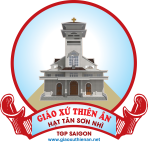 GIÁO XỨ THIÊN ÂN
HẠT TÂN SƠN NHÌ
TGP SAIGON
www.giaoxuthienan.net